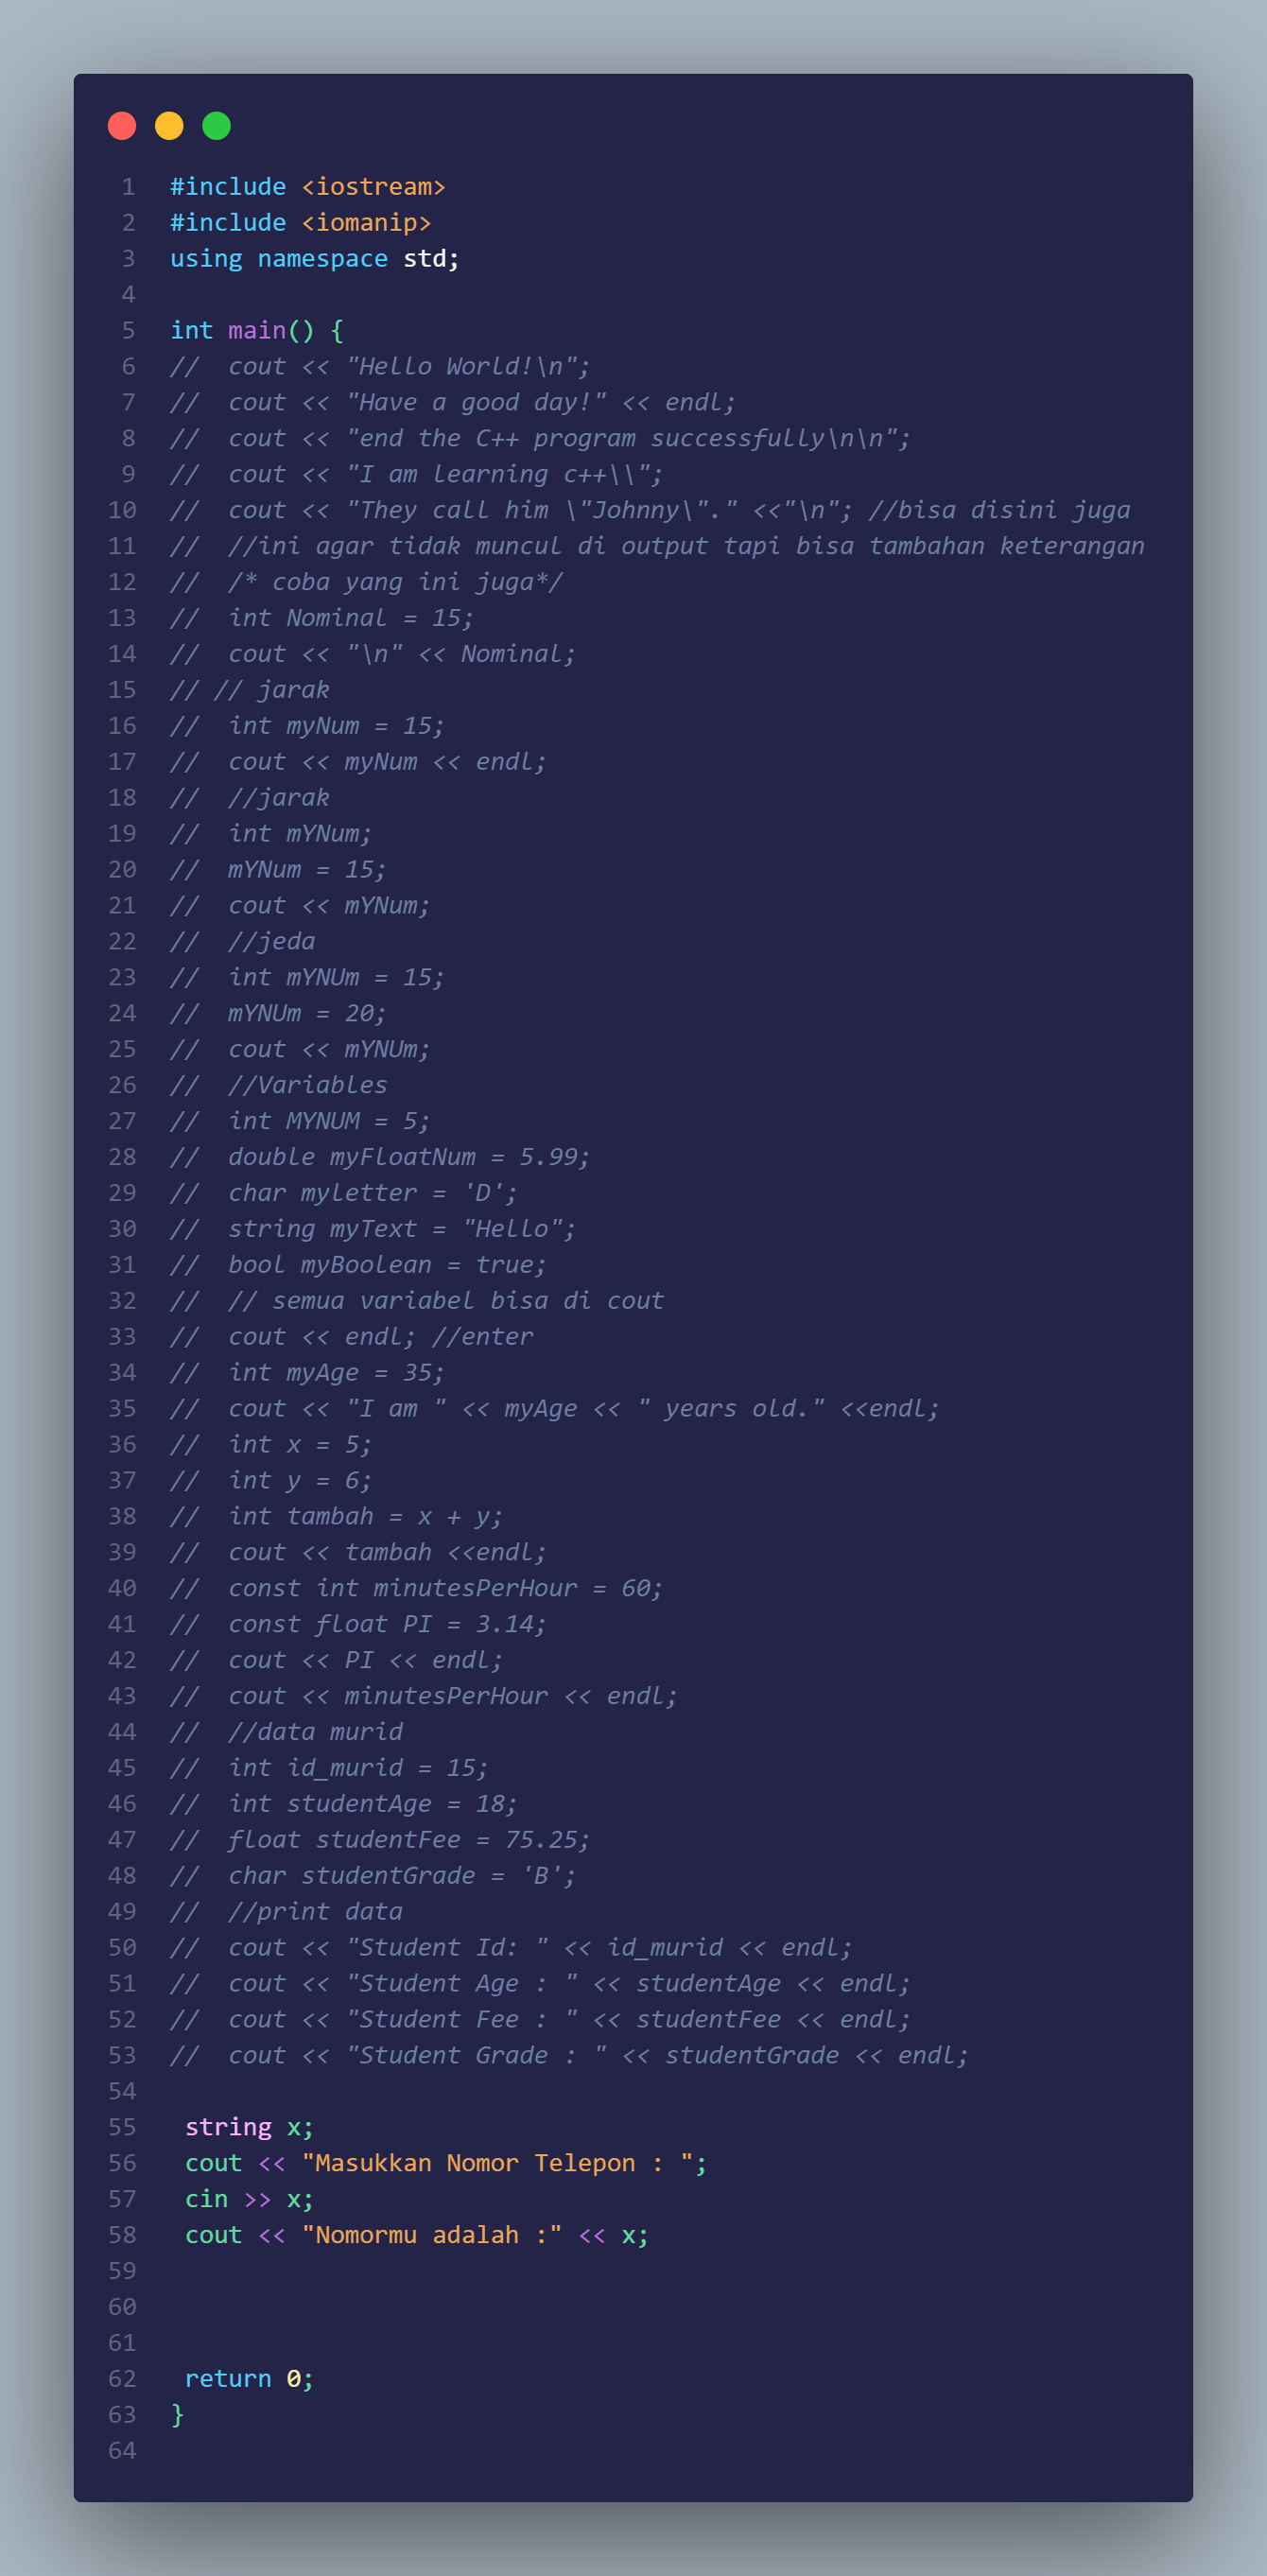 1 #include <iostream>
2 #include <iomanip>
3 using namespace std;
4
5 int main() {
6 //  cout << "Hello World!\n";
7 //  cout << "Have a good day!" << endl;
8 //  cout << "end the C++ program successfully\n\n";
9 //  cout << "I am learning c++\\";
10 //  cout << "They call him \"Johnny\"." <<"\n"; //bisa disini juga
11 //  //ini agar tidak muncul di output tapi bisa tambahan keterangan
12 //  /* coba yang ini juga*/
13 //  int Nominal = 15;
14 //  cout << "\n" << Nominal;
15 // // jarak
16 //  int myNum = 15;
17 //  cout << myNum << endl;
18 //  //jarak
19 //  int mYNum;
20 //  mYNum = 15;
21 //  cout << mYNum;
22 //  //jeda
23 //  int mYNUm = 15;
24 //  mYNUm = 20;
25 //  cout << mYNUm;
26 //  //Variables
27 //  int MYNUM = 5;
28 //  double myFloatNum = 5.99;
29 //  char myletter = 'D';
30 //  string myText = "Hello";
31 //  bool myBoolean = true;
32 //  // semua variabel bisa di cout
33 //  cout << endl; //enter
34 //  int myAge = 35;
35 //  cout << "I am " << myAge << " years old." <<endl;
36 //  int x = 5;
37 //  int y = 6;
38 //  int tambah = x + y;
39 //  cout << tambah <<endl;
40 //  const int minutesPerHour = 60;
41 //  const float PI = 3.14;
42 //  cout << PI << endl;
43 //  cout << minutesPerHour << endl;
44 //  //data murid
45 //  int id_murid = 15;
46 //  int studentAge = 18;
47 //  float studentFee = 75.25;
48 //  char studentGrade = 'B';
49 //  //print data
50 //  cout << "Student Id: " << id_murid << endl;
51 //  cout << "Student Age : " << studentAge << endl;
52 //  cout << "Student Fee : " << studentFee << endl;
53 //  cout << "Student Grade : " << studentGrade << endl;
54
55  string x;
56  cout << "Masukkan Nomor Telepon : ";
57  cin >> x;
58  cout << "Nomormu adalah :" << x;
59
60
61
62  return 0;
63 }
64